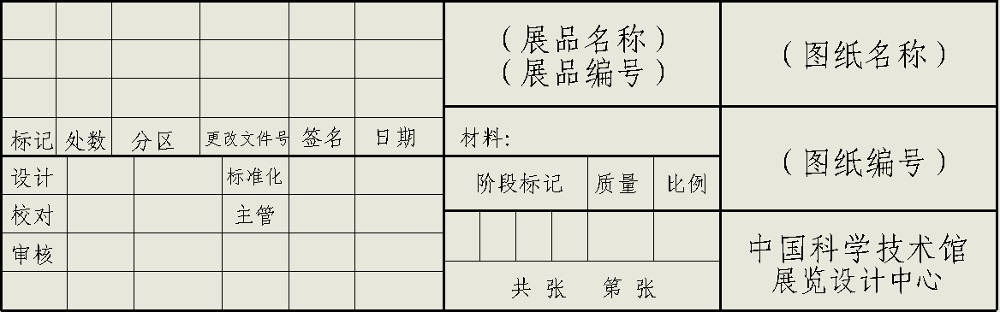 （展品名称）
（展品编号）
（图纸名称）
标记 处数 分区 更改文件号 签名 日期
材料:
（图纸编号）
设计 标准化
阶段标记 质量 比例
校对 主管
审核
共 张 第 张
中国科学技术馆
展览设计中心